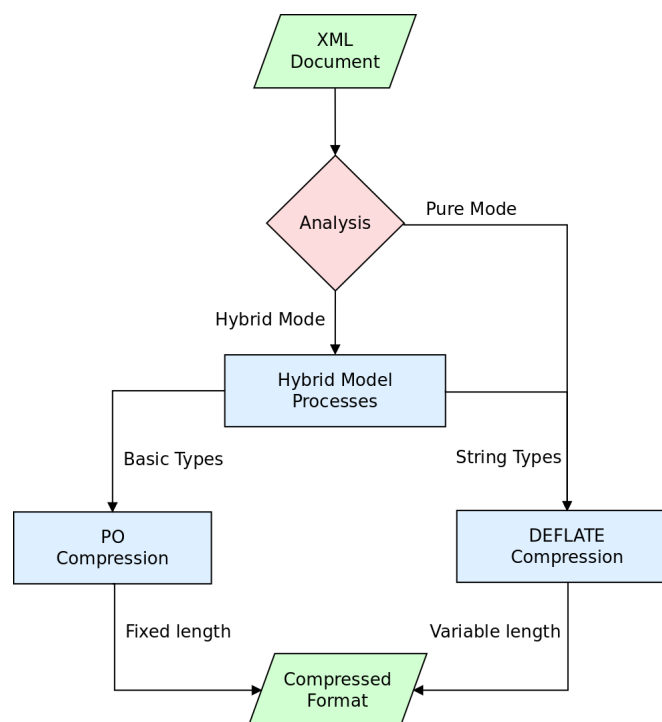 XML
Document
Analysis
Pure Mode
Hybrid Mode
Hybrid Model
Processes
Basic Types
String Types
PO
Compression
DEFLATE
Compression
Fixed length
Variable length
Compressed
Format